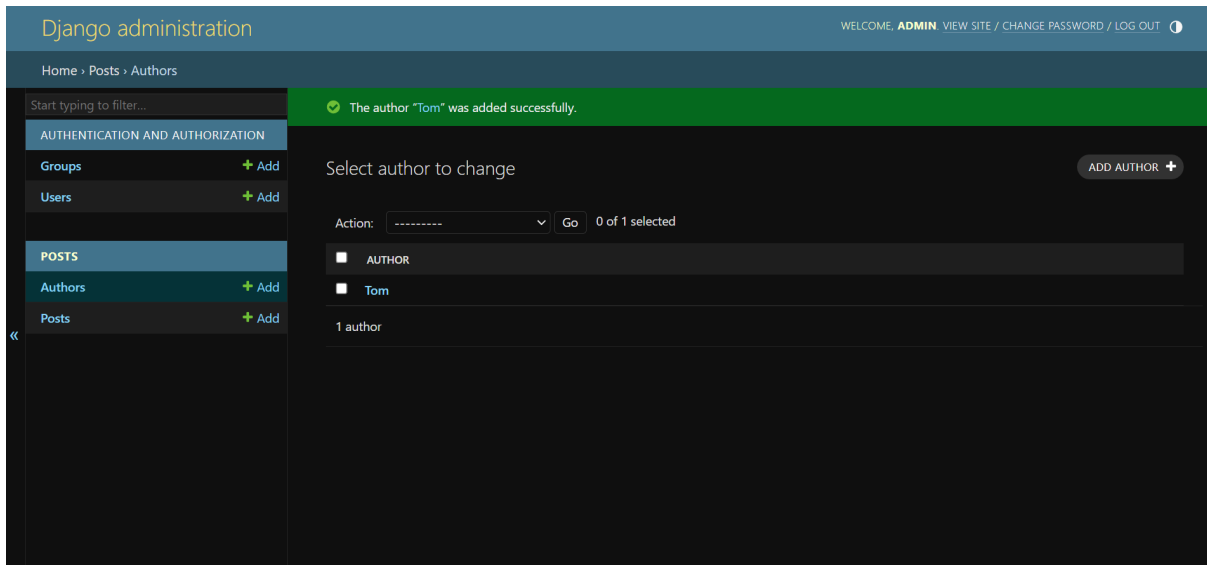 Django administration
WELCOME, ADMIN. VIEW SITE / CHANGE PASSWORD / LOG OUT
Home › Posts › Authors
Start typing to filter...
AUTHENTICATION AND AUTHORIZATION
Groups + Add
Users + Add
POSTS
Authors + Add
Posts + Add
«
The author “Tom” was added successfully.
Select author to change
ADD AUTHOR +
Action: --------- Go 0 of 1 selected
AUTHOR
Tom
1 author